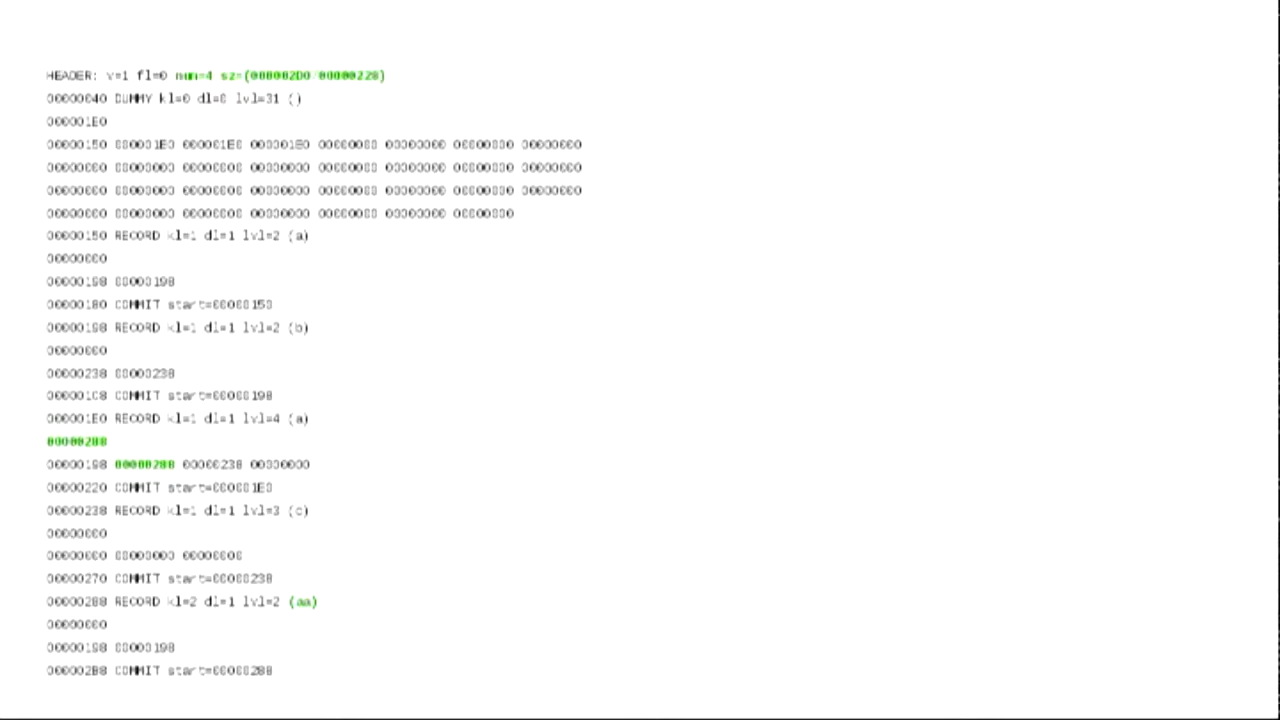 HEADER: v=1 fl=0 num=4 sz=(000002D0 00000228)
00000040 DUMMY kl=0 dl=0 lvl=31 ()
000001E0
00000150 000001E0 000001E0 000001E0 00000000 00000000 00000000 00000000
00000000 00000000 00000000 00000000 00000000 00000000 00000000 00000000
00000000 00000000 00000000 00000000 00000000 00000000 00000000 00000000
00000000 00000000 00000000 00000000 00000000 00000000 00000000
00000150 RECORD kl=1 dl=1 lvl=2 (a)
00000000
00000198 00000198
00000180 COMMIT start=00000150
00000198 RECORD kl=1 dl=1 lvl=2 (b)
00000000
00000238 00000238
000001C8 COMMIT start=00000198
000001E0 RECORD kl=1 dl=1 lvl=4 (a)
00000288
00000198 00000288 00000238 00000000
00000220 COMMIT start=000001E0
00000238 RECORD kl=1 dl=1 lvl=3 (c)
00000000
00000000 00000000 00000000
00000270 COMMIT start=00000238
00000288 RECORD kl=2 dl=1 lvl=2 (aa)
00000000
00000198 00000198
000002B8 COMMIT start=00000288